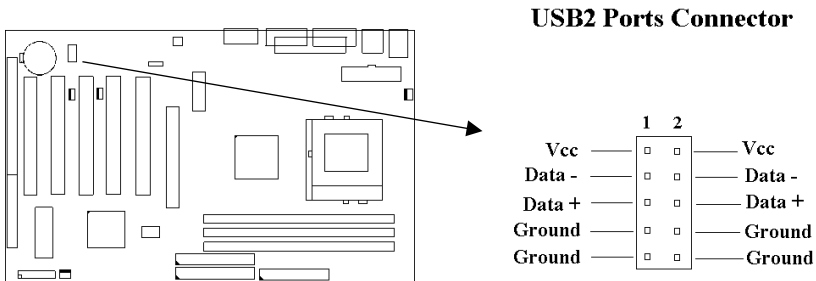 USB2 Ports Connector
1 2
Vcc Vcc
Data - Data -
Data + Data +
Ground Ground
Ground Ground